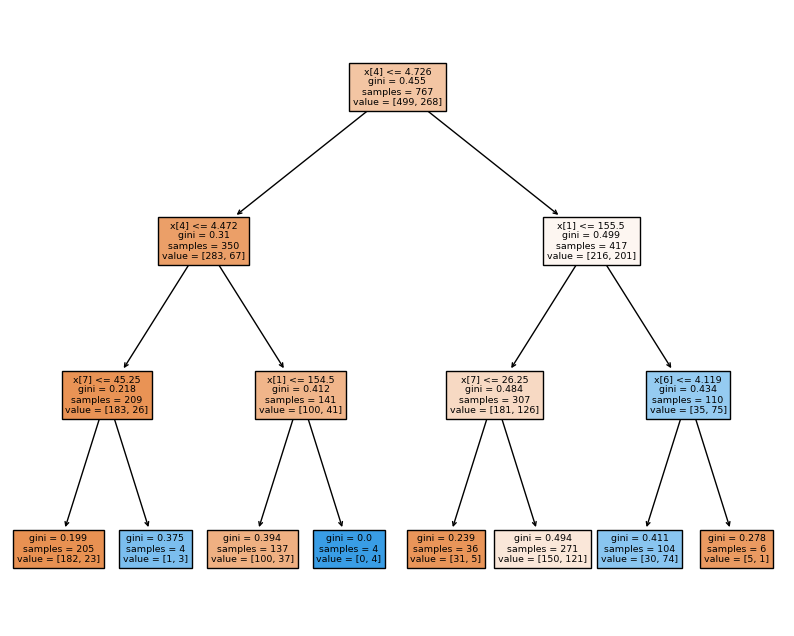 x[4] <= 4.726
gini = 0.455
samples = 767
value = [499, 268]
x[4] <= 4.472
gini = 0.31
samples = 350
value = [283, 67]
x[1] <= 155.5
gini = 0.499
samples = 417
value = [216, 201]
x[7] <= 45.25
gini = 0.218
samples = 209
value = [183, 26]
x[1] <= 154.5
gini = 0.412
samples = 141
value = [100, 41]
x[7] <= 26.25
gini = 0.484
samples = 307
value = [181, 126]
x[6] <= 4.119
gini = 0.434
samples = 110
value = [35, 75]
gini = 0.199
samples = 205
value = [182, 23]
gini = 0.375
samples = 4
value = [1, 3]
gini = 0.394
samples = 137
value = [100, 37]
gini = 0.0
samples = 4
value = [0, 4]
gini = 0.239
samples = 36
value = [31, 5]
gini = 0.494
samples = 271
value = [150, 121]
gini = 0.411
samples = 104
value = [30, 74]
gini = 0.278
samples = 6
value = [5, 1]